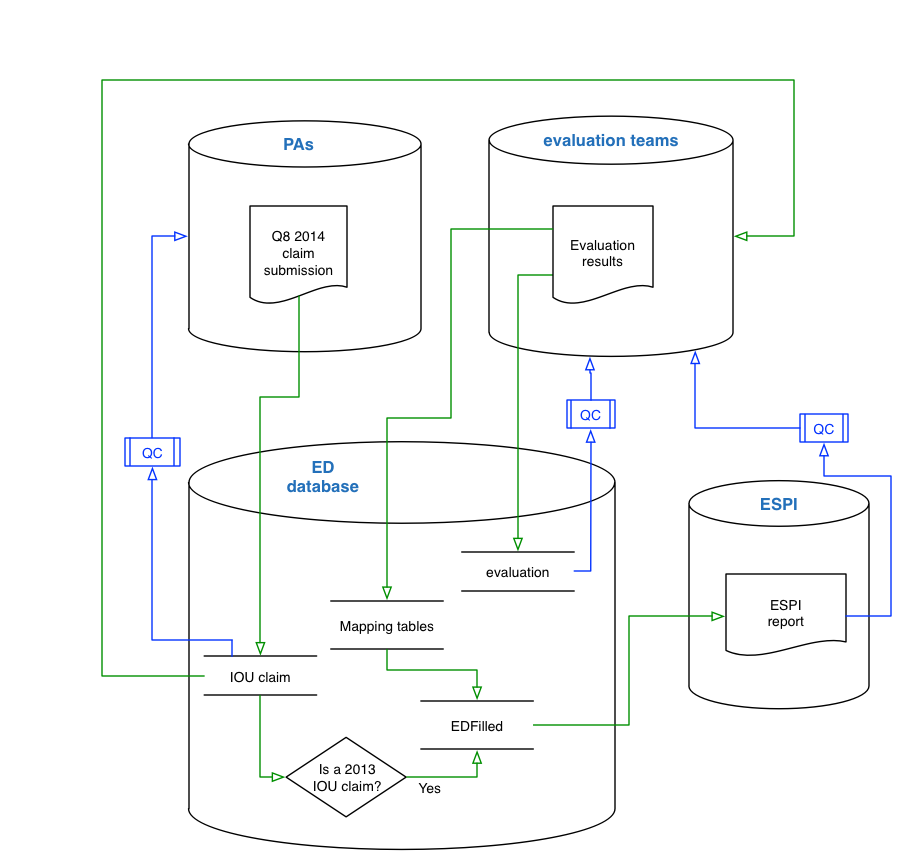 PAs
evaluation teams
Q8 2014
claim
submission
Evaluation
results
QC
QC
QC
ED
database
ESPI
evaluation
ESPI
report
Mapping tables
IOU claim
EDFilled
Is a 2013
IOU claim?
Yes